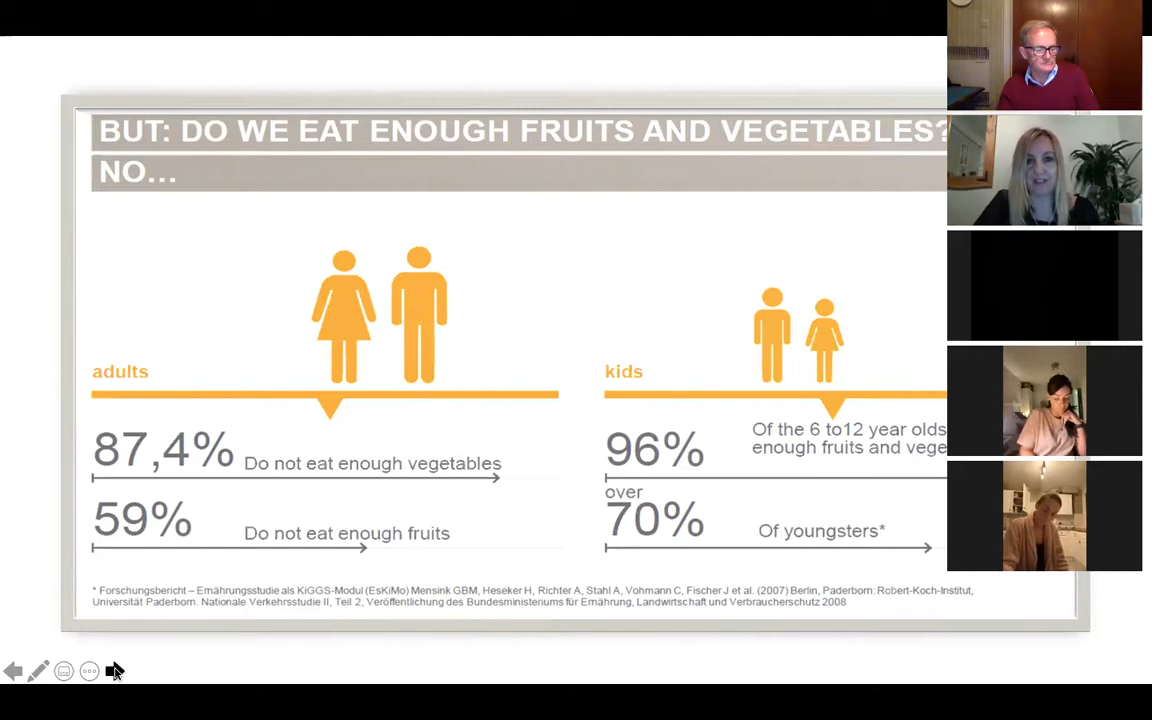 BUT: DO WE EAT ENOUGH FRUITS AND VEGETABLES?
NO...
adults
87,4% Do not eat enough vegetables
59% Do not eat enough fruits
kids
96% Of the 6 to12 year olds
enough fruits and vege
over
70% Of youngsters*
* Forschungsbericht – Ernährungsstudie als KiGGS-Modul (EsKiMo) Mensink GBM, Heseker H, Richter A, Stahl A, Vohmann C, Fischer J et al. (2007) Berlin, Paderborn: Robert-Koch-Institut,
Universität Paderborn. Nationale Verkehrsstudie II, Teil 2, Veröffentlichung des Bundesministeriums für Ernährung, Landwirtschaft und Verbraucherschutz 2008